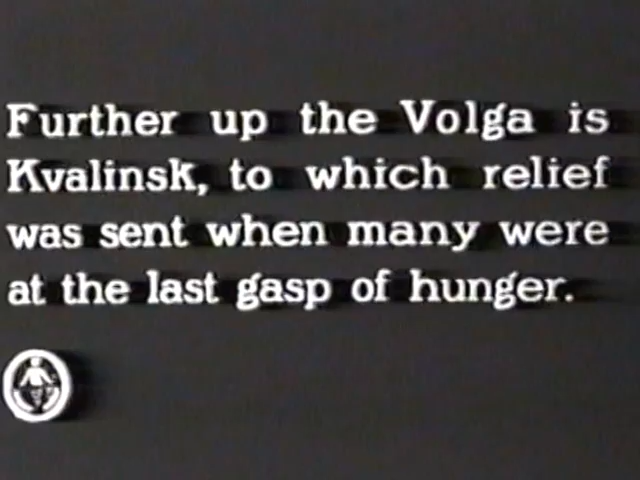 Further up the Volga is
Kvalinsk, to which relief
was sent when many were
at the last gasp of hunger.